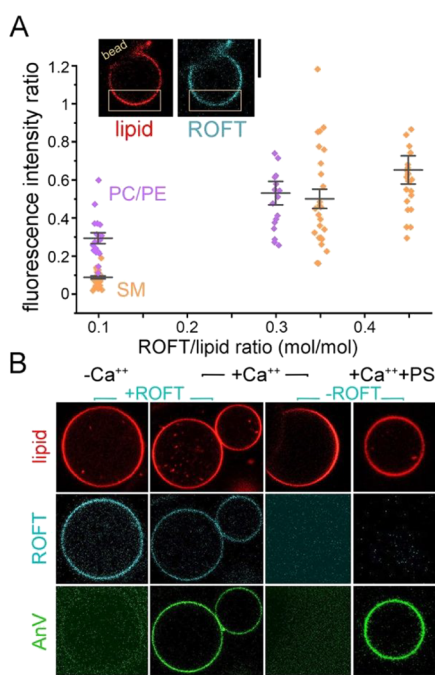 A
bead
lipid ROFT
fluorescence intensity ratio
1.2
1.0
0.8
0.6
0.4
0.2
0
PC/PE
SM
0.1 0.2 0.3 0.4
ROFT/lipid ratio (mol/mol)
B
-Ca⁺⁺ +Ca⁺⁺ +Ca⁺⁺+PS
+ROFT -ROFT
lipid
ROFT
AnV